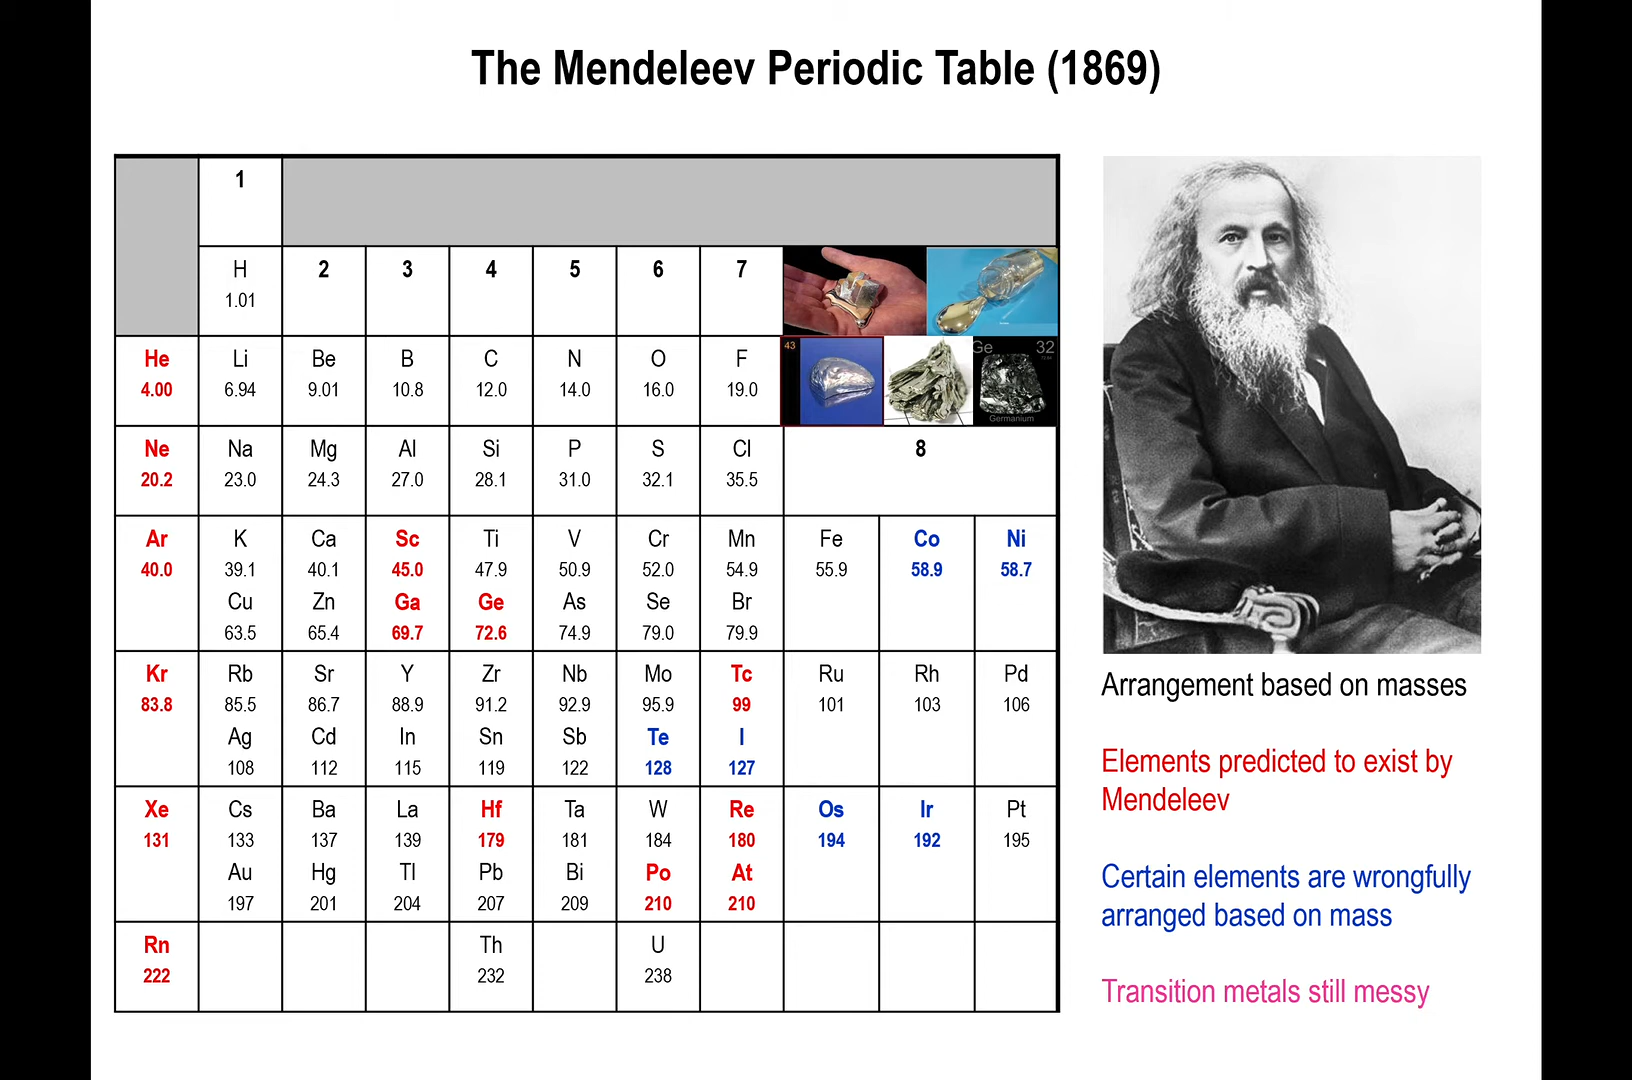 The Mendeleev Periodic Table (1869)
1
H 2 3 4 5 6 7
1.01
He Li Be B C N O F
4.00 6.94 9.01 10.8 12.0 14.0 16.0 19.0
43 Ge 32
Germanium
Ne Na Mg Al Si P S Cl 8
20.2 23.0 24.3 27.0 28.1 31.0 32.1 35.5
Ar K Ca Sc Ti V Cr Mn Fe Co Ni
40.0 39.1 40.1 45.0 47.9 50.9 52.0 54.9 55.9 58.9 58.7
Cu Zn Ga Ge As Se Br
63.5 65.4 69.7 72.6 74.9 79.0 79.9
Kr Rb Sr Y Zr Nb Mo Tc Ru Rh Pd
83.8 85.5 86.7 88.9 91.2 92.9 95.9 99 101 103 106
Ag Cd In Sn Sb Te I
108 112 115 119 122 128 127
Xe Cs Ba La Hf Ta W Re Os Ir Pt
131 133 137 139 179 181 184 180 194 192 195
Au Hg Tl Pb Bi Po At
197 201 204 207 209 210 210
Rn Th U
222 232 238
Arrangement based on masses
Elements predicted to exist by
Mendeleev
Certain elements are wrongfully
arranged based on mass
Transition metals still messy